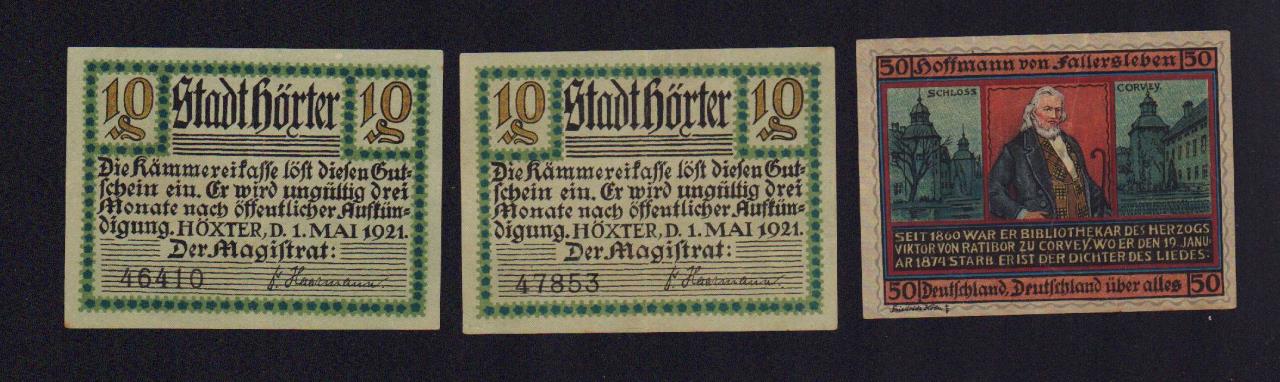 10 Stadt Höxter 10
Die Kämmereikasse löst diesen Gut-
schein ein. Er wird ungültig drei
Monate nach öffentlicher Aufkün-
digung. HÖXTER, D. 1. MAI 1921.
Der Magistrat:
46410
10 Stadt Höxter 10
Die Kämmereikasse löst diesen Gut-
schein ein. Er wird ungültig drei
Monate nach öffentlicher Aufkün-
digung. HÖXTER, D. 1. MAI 1921.
Der Magistrat:
47853
50 Hoffmann von Fallersleben 50
SCHLOSS CORVEY.
SEIT 1860 WAR ER BIBLIOTHEKAR DES HERZOGS
VIKTOR VON RATIBOR ZU CORVEY. WO ER DEN 19. JANU-
AR 1874 STARB. ER IST DER DICHTER DES LIEDES:
50 Deutschland, Deutschland über alles 50